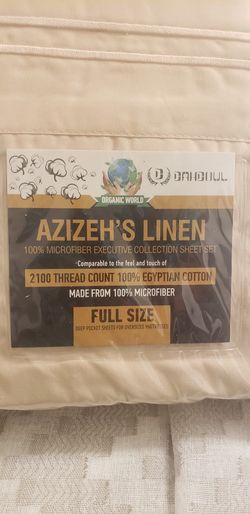 ORGANIC WORLD
AZIZEH'S LINEN
100% MICROFIBER EXECUTIVE COLLECTION SHEET SET
*Comparable to the feel and touch of
2100 THREAD COUNT 100% EGYPTIAN COTTON
MADE FROM 100% MICROFIBER
FULL SIZE
DEEP POCKET SHEETS FOR OVERSIZED MATTRESSES